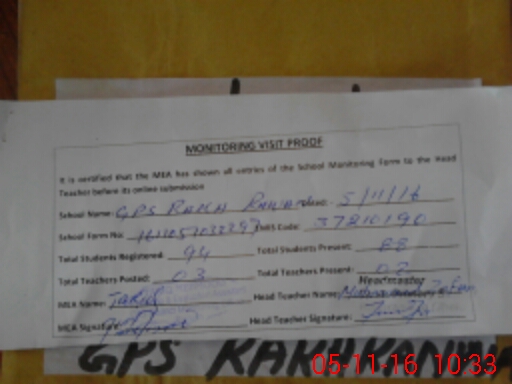 MONITORING VISIT PROOF
It is verified that the MEA has shown all entries of the School Monitoring Form to the Head
Teacher before its online submission
School Name: GPS RAKH Date: 5/11/16
School Form No: EMIS Code: 37210190
Total Students Registered: 94 Total Students Present: 88
Total Teachers Posted: 03 Total Teachers Present: 02
Headmaster
MEA Name: Tariq Head Teacher Name:
MEA Signature: Head Teacher Signature:
GPS
05-11-16 10:33